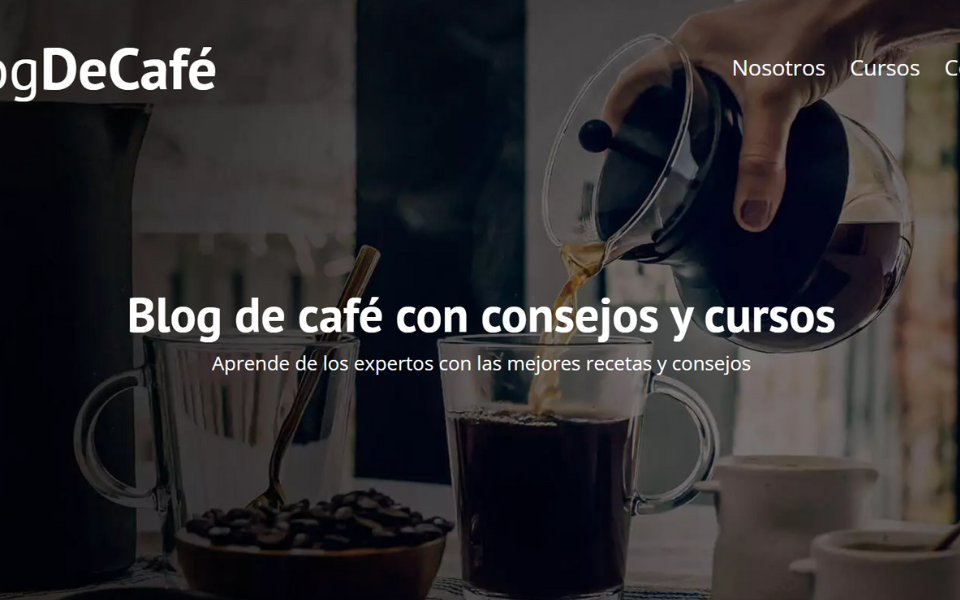 ogDeCafé
Nosotros Cursos C
Blog de café con consejos y cursos
Aprende de los expertos con las mejores recetas y consejos